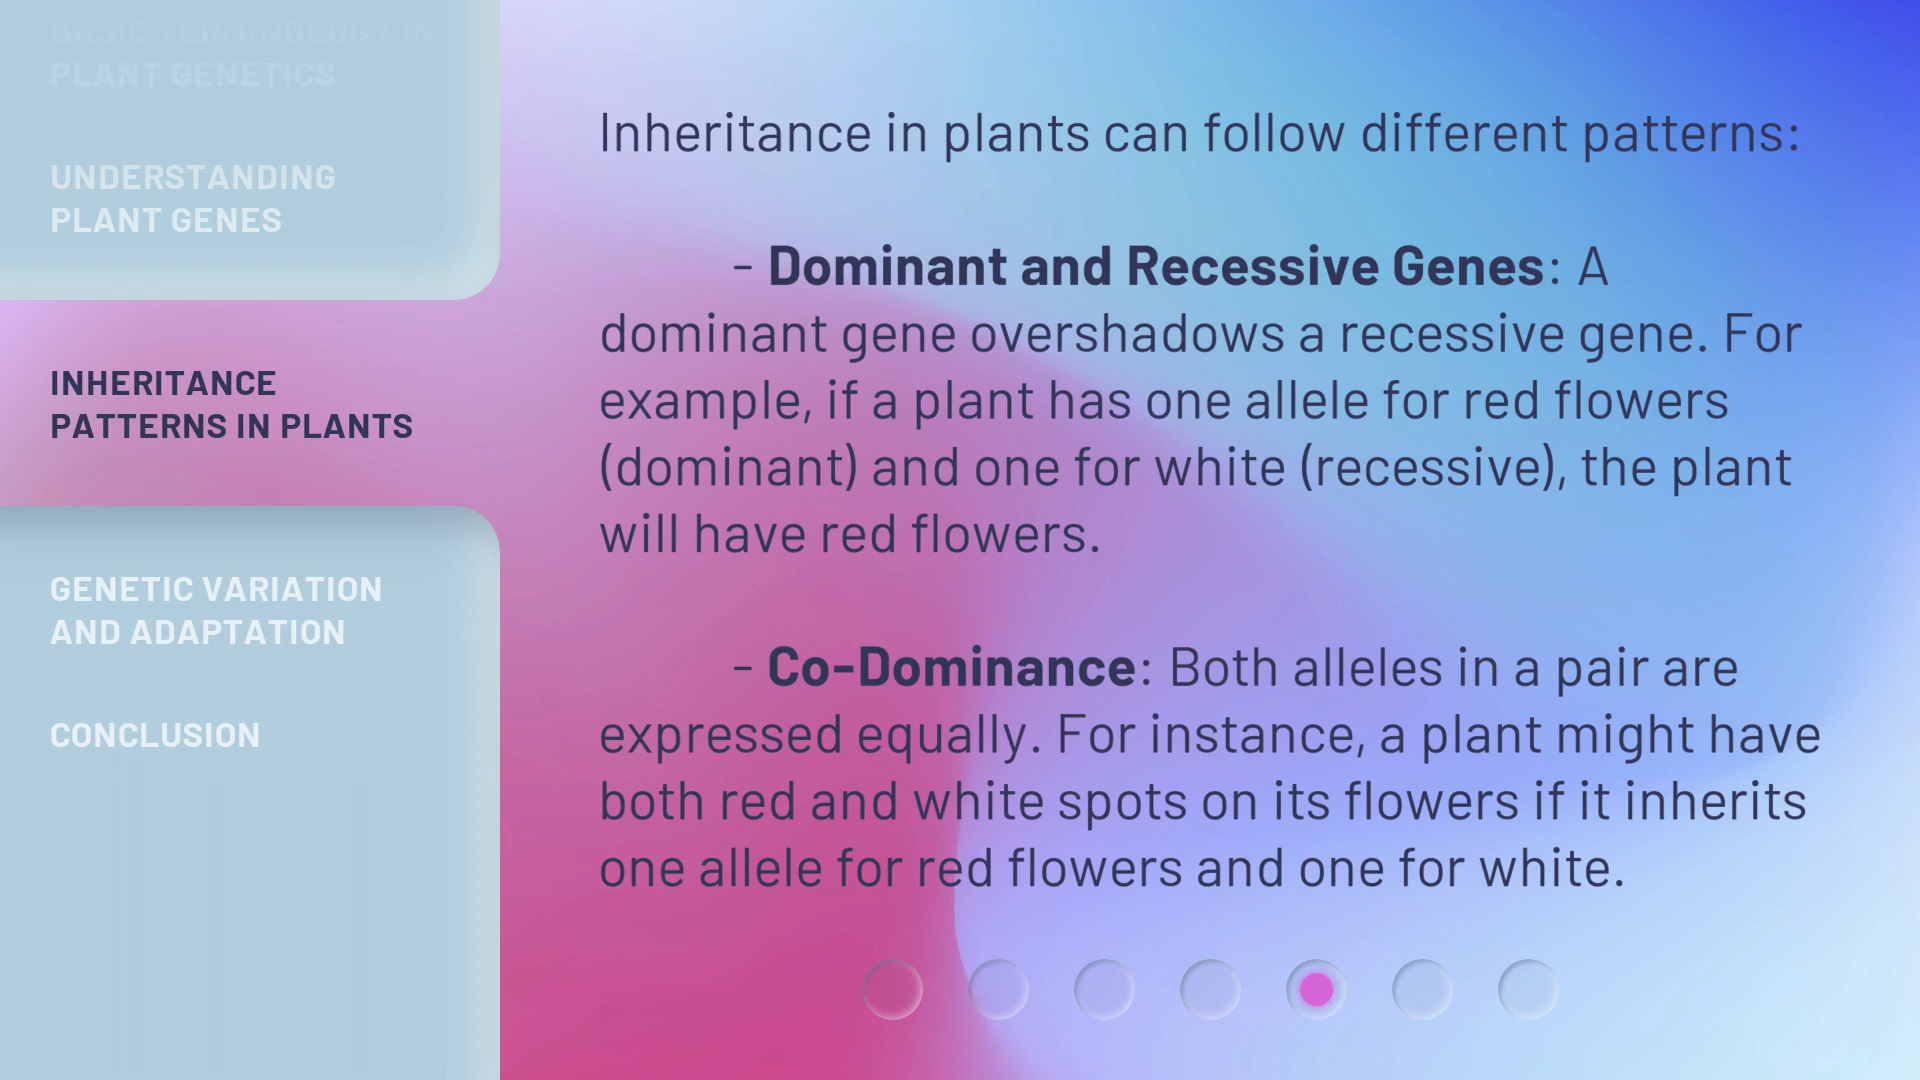 BASIC TERMINOLOGY IN
PLANT GENETICS
UNDERSTANDING
PLANT GENES
INHERITANCE
PATTERNS IN PLANTS
GENETIC VARIATION
AND ADAPTATION
CONCLUSION
Inheritance in plants can follow different patterns:
- Dominant and Recessive Genes: A
dominant gene overshadows a recessive gene. For
example, if a plant has one allele for red flowers
(dominant) and one for white (recessive), the plant
will have red flowers.
- Co-Dominance: Both alleles in a pair are
expressed equally. For instance, a plant might have
both red and white spots on its flowers if it inherits
one allele for red flowers and one for white.